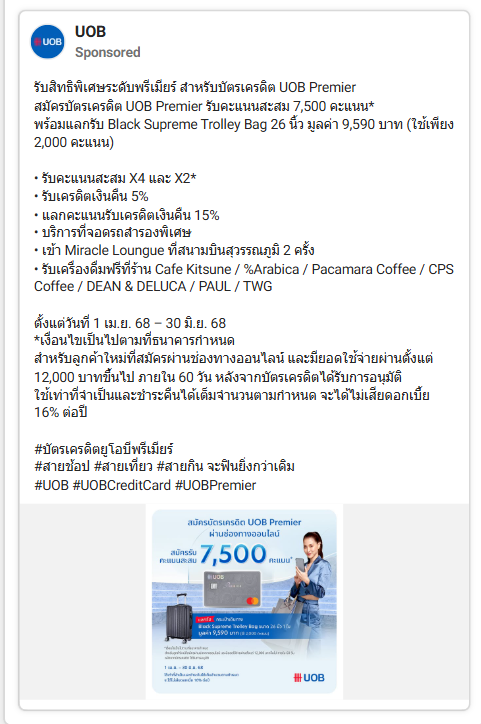 UOB
UOB
Sponsored
รับสิทธิพิเศษระดับพรีเมียร์ สำหรับบัตรเครดิต UOB Premier
สมัครบัตรเครดิต UOB Premier รับคะแนนสะสม 7,500 คะแนน*
พร้อมแลกรับ Black Supreme Trolley Bag 26 นิ้ว มูลค่า 9,590 บาท (ใช้เพียง
2,000 คะแนน)
• รับคะแนนสะสม X4 และ X2*
• รับเครดิตเงินคืน 5%
• แลกคะแนนรับเครดิตเงินคืน 15%
• บริการที่จอดรถสำรองพิเศษ
• เข้า Miracle Loungue ที่สนามบินสุวรรณภูมิ 2 ครั้ง
• รับเครื่องดื่มฟรีที่ร้าน Cafe Kitsune / %Arabica / Pacamara Coffee / CPS
Coffee / DEAN & DELUCA / PAUL / TWG
ตั้งแต่วันที่ 1 เม.ย. 68 – 30 มิ.ย. 68
*เงื่อนไขเป็นไปตามที่ธนาคารกำหนด
สำหรับลูกค้าใหม่ที่สมัครผ่านช่องทางออนไลน์ และมียอดใช้จ่ายผ่านตั้งแต่
12,000 บาทขึ้นไป ภายใน 60 วัน หลังจากบัตรเครดิตได้รับการอนุมัติ
ใช้เท่าที่จำเป็นและชำระคืนได้เต็มจำนวนตามกำหนด จะได้ไม่เสียดอกเบี้ย
16% ต่อปี
#บัตรเครดิตยูโอบีพรีเมียร์
#สายช้อป #สายเที่ยว #สายกิน จะฟินยิ่งกว่าเดิม
#UOB #UOBCreditCard #UOBPremier
สมัครบัตรเครดิต UOB Premier
ผ่านช่องทางออนไลน์
สมัครรับ
คะแนนสะสม 7,500 คะแนน*
UOB
Black Supreme Trolley Bag ขนาด 26 นิ้ว
มูลค่า 9,590 บาท
UOB